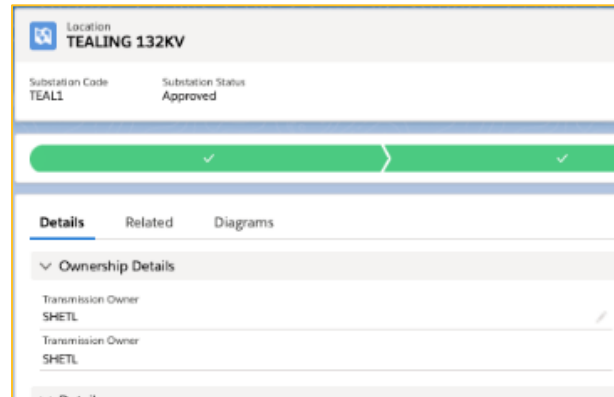 Location
TEALING 132KV
Substation Code Substation Status
TEAL1 Approved
Details Related Diagrams
Ownership Details
Transmission Owner
SHETL
Transmission Owner
SHETL